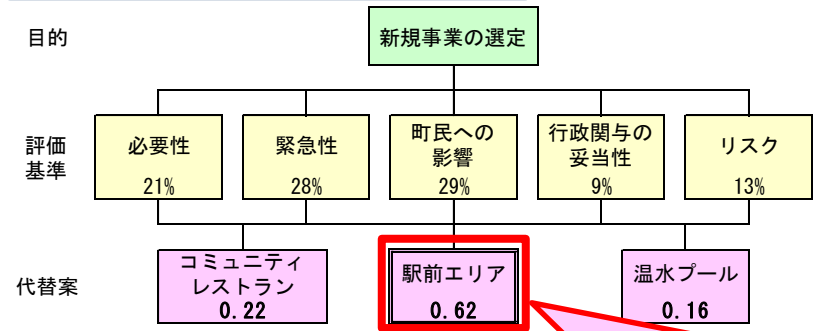 目的
新規事業の選定
評価
基準
必要性
21%
緊急性
28%
町民への
影響
29%
行政関与の
妥当性
9%
リスク
13%
代替案
コミュニティ
レストラン
0.22
駅前エリア
0.62
温水プール
0.16